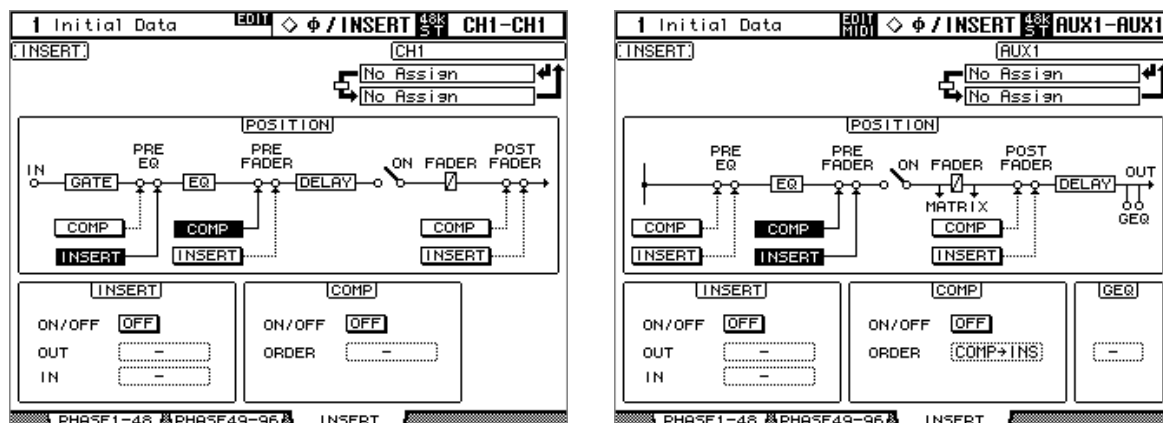 1 Initial Data EDIT ◇ φ/INSERT 48k ST CH1-CH1
INSERT
CH1
No Assign
No Assign
POSITION
PRE EQ
PRE FADER
ON FADER
POST FADER
IN
GATE
EQ
DELAY
COMP
COMP
COMP
INSERT
INSERT
INSERT
INSERT
ON/OFF OFF
OUT -
IN -
COMP
ON/OFF OFF
ORDER -
PHASE1-48 PHASE49-96 INSERT
1 Initial Data EDIT MIDI ◇ φ/INSERT 48k ST AUX1-AUX1
INSERT
AUX1
No Assign
No Assign
POSITION
PRE EQ
PRE FADER
ON FADER
POST FADER
OUT
EQ
MATRIX
DELAY
GEQ
COMP
COMP
COMP
INSERT
INSERT
INSERT
INSERT
ON/OFF OFF
OUT -
IN -
COMP
ON/OFF OFF
ORDER COMP→INS
GEQ
-
PHASE1-48 PHASE49-96 INSERT